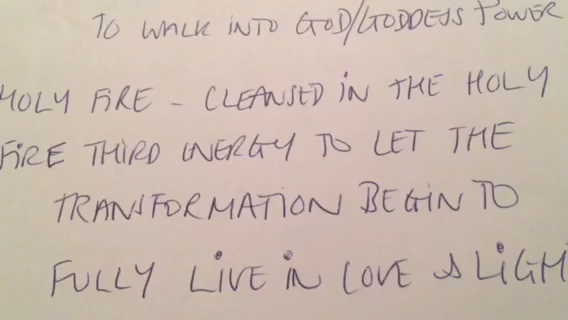 TO WALK INTO GOD/GODDESS POWER
HOLY FIRE - CLEANSED IN THE HOLY
FIRE THIRD ENERGY TO LET THE
TRANSFORMATION BEGIN TO
FULLY LIVE IN LOVE & LIGH